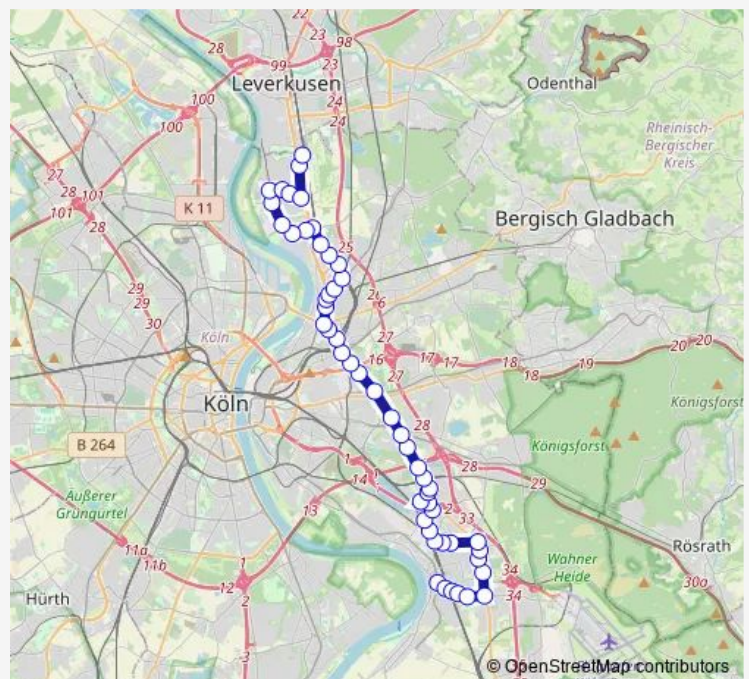 22
23
98
28
99
23
Leverkusen
Odenthal
100
24
24
100
Rheinisch-
Bergischer
Kreis
27
28
101
101
28
K 11
Bergisch Gladbach
25
29
29
30
26
Köln
27
16
17
17
18
18
19
20
20
27
Köln
Königsforst
28
B 264
Königsforst
1
14
28
29
Äußerer
Grüngürtel
13
33
11a
11b
12
1
2
Wahner
Heide
Rösrath
34
34
30a
Hürth
3
© OpenStreetMap contributors